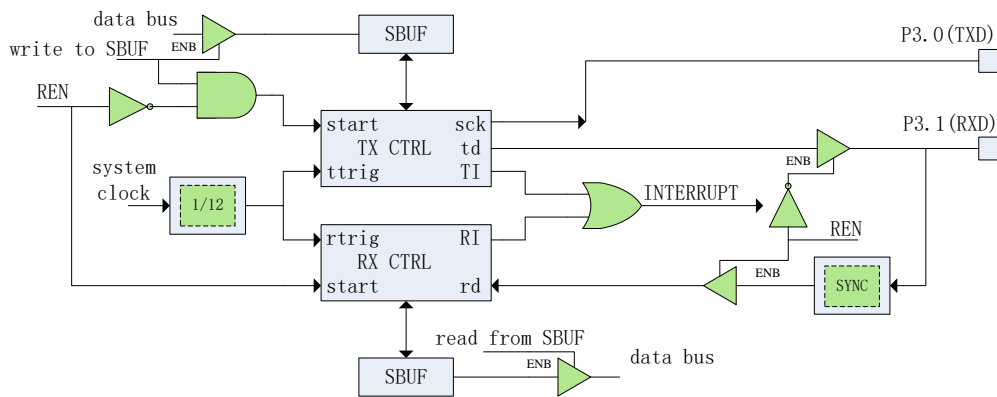 data bus
ENB
SBUF
P3.0(TXD)
write to SBUF
REN
start
sck
TX CTRL
td
ttrig
TI
P3.1(RXD)
ENB
system
clock
1/12
INTERRUPT
rtrig
RI
RX CTRL
start
rd
REN
ENB
SYNC
read from SBUF
ENB
SBUF
data bus